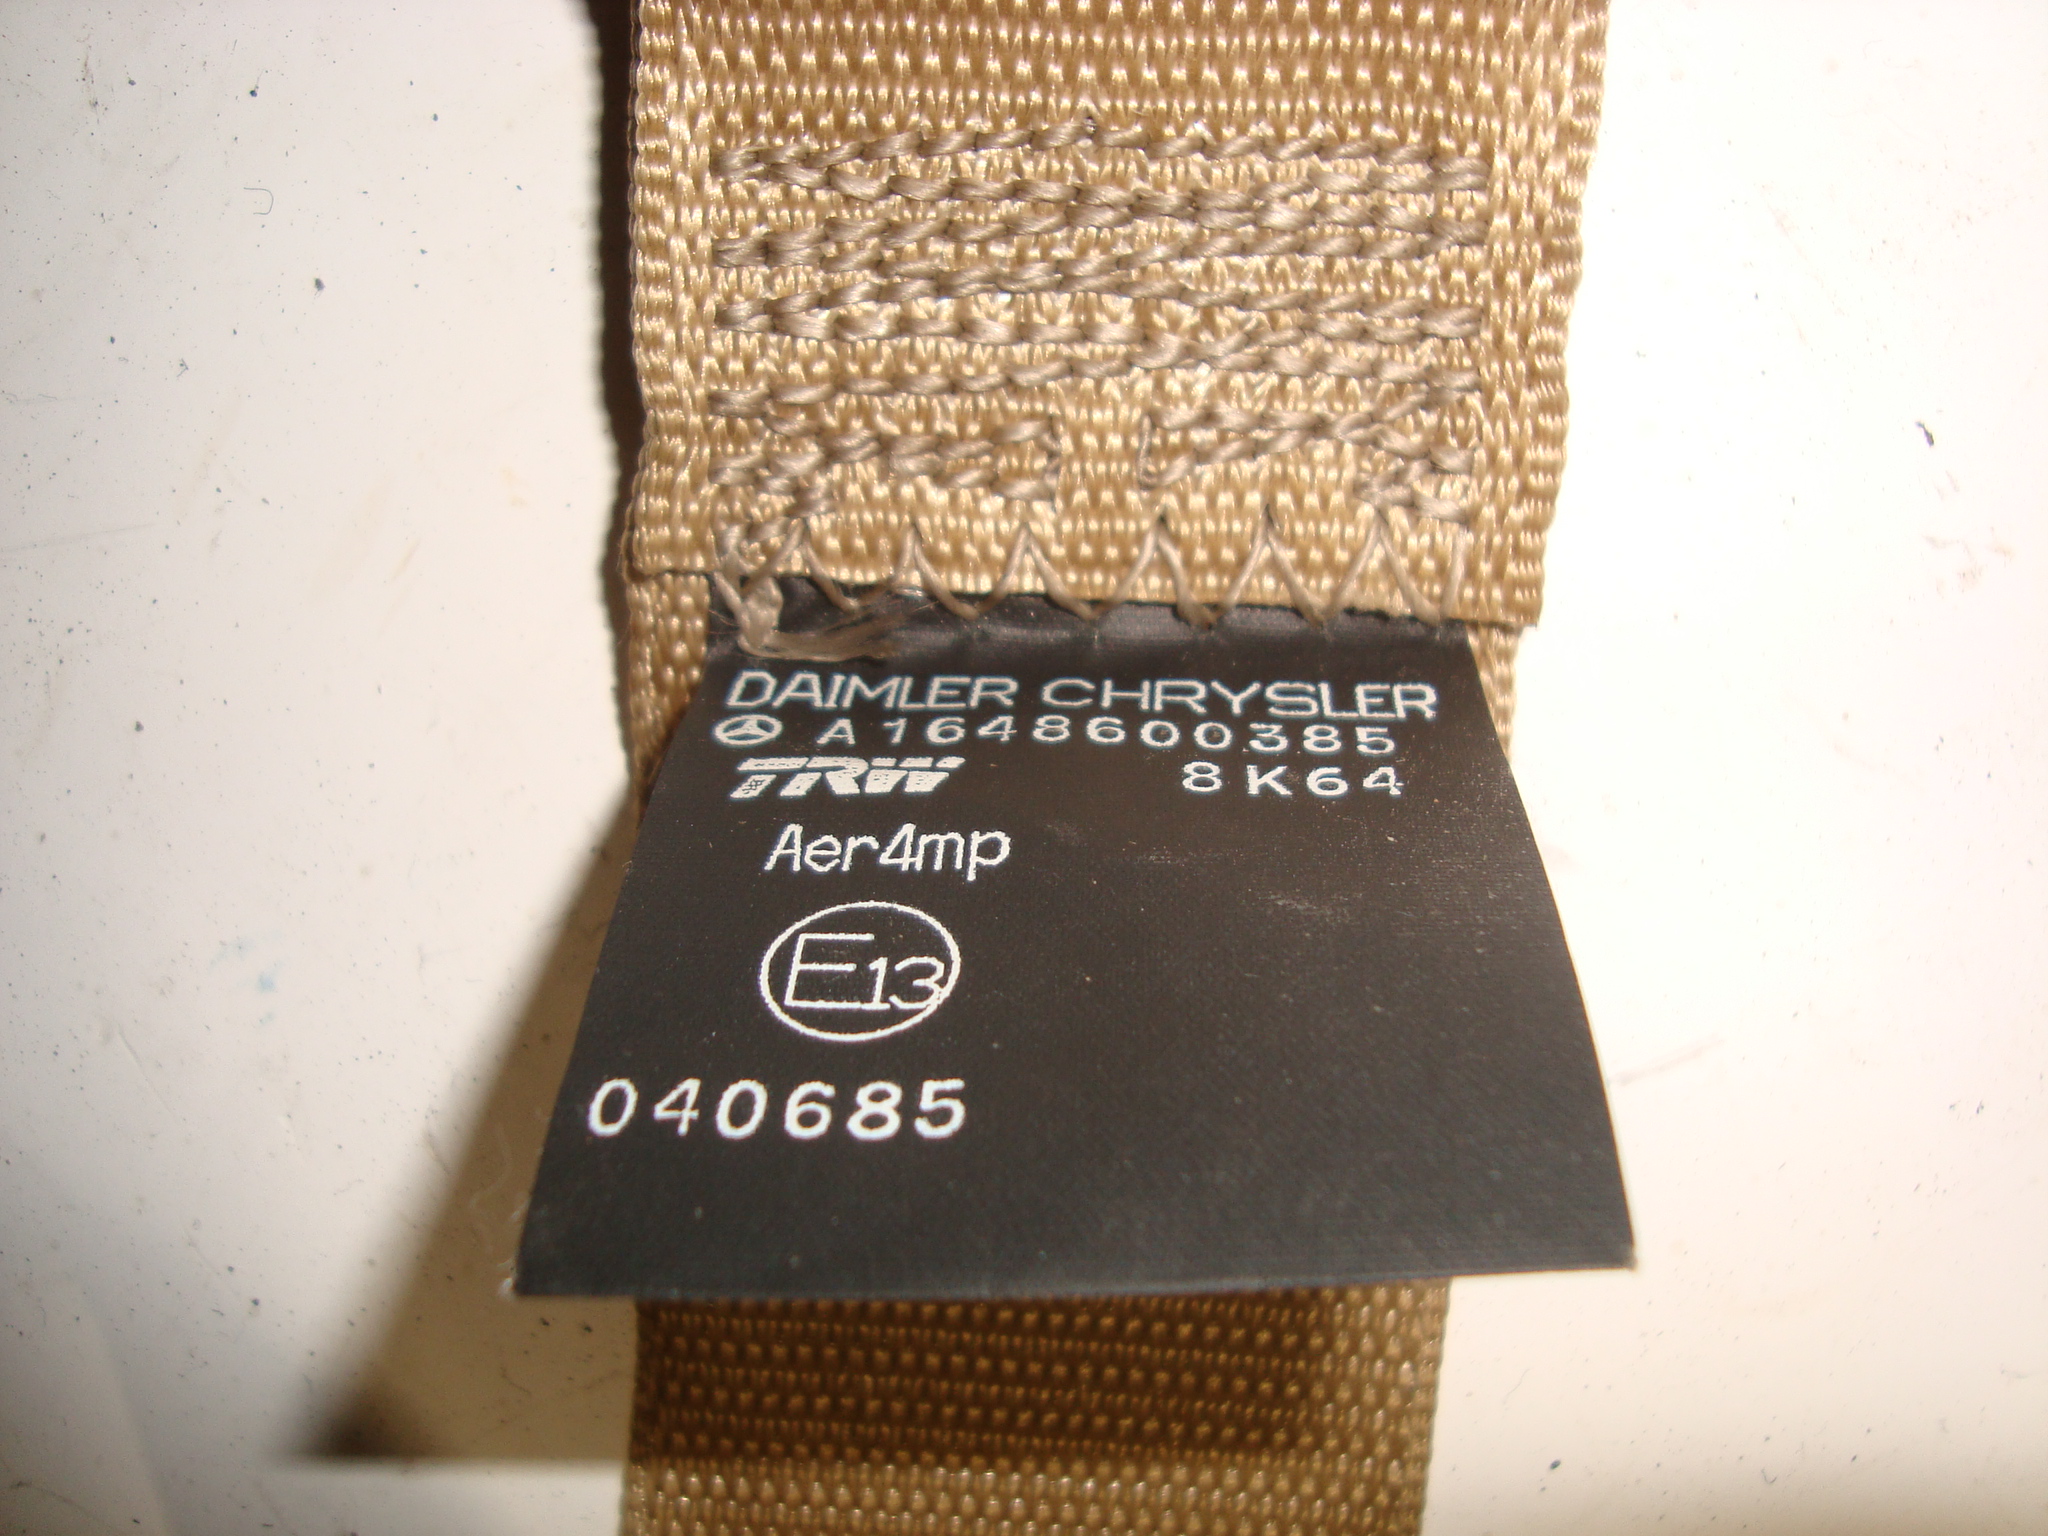 DAIMLER CHRYSLER
A1648600385
TRW 8K64
Aer4mp
E13
040685